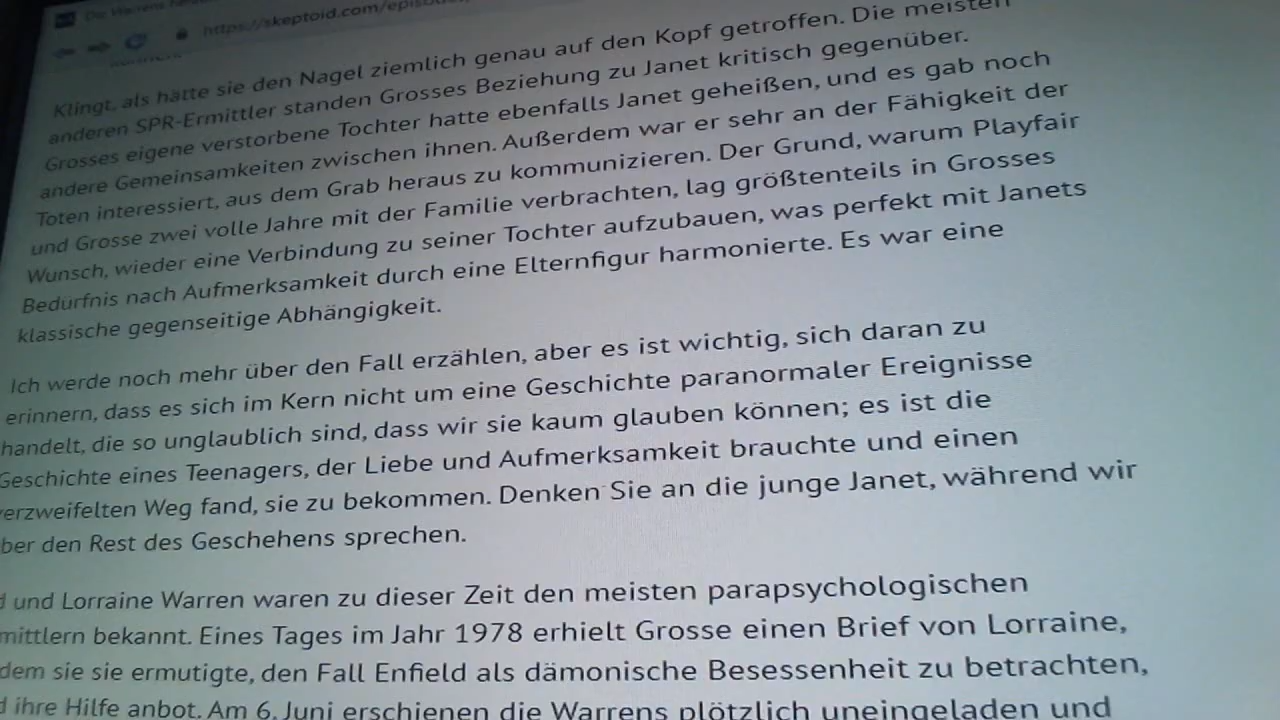 Die Warrens
https://skeptoid.com/episodes
Klingt, als hätte sie den Nagel ziemlich genau auf den Kopf getroffen. Die meisten
anderen SPR-Ermittler standen Grosses Beziehung zu Janet kritisch gegenüber.
Grosses eigene verstorbene Tochter hatte ebenfalls Janet geheißen, und es gab noch
andere Gemeinsamkeiten zwischen ihnen. Außerdem war er sehr an der Fähigkeit der
Toten interessiert, aus dem Grab heraus zu kommunizieren. Der Grund, warum Playfair
und Grosse zwei volle Jahre mit der Familie verbrachten, lag größtenteils in Grosses
Wunsch, wieder eine Verbindung zu seiner Tochter aufzubauen, was perfekt mit Janets
Bedürfnis nach Aufmerksamkeit durch eine Elternfigur harmonierte. Es war eine
klassische gegenseitige Abhängigkeit.
Ich werde noch mehr über den Fall erzählen, aber es ist wichtig, sich daran zu
erinnern, dass es sich im Kern nicht um eine Geschichte paranormaler Ereignisse
handelt, die so unglaublich sind, dass wir sie kaum glauben können; es ist die
Geschichte eines Teenagers, der Liebe und Aufmerksamkeit brauchte und einen
verzweifelten Weg fand, sie zu bekommen. Denken Sie an die junge Janet, während wir
ber den Rest des Geschehens sprechen.
d und Lorraine Warren waren zu dieser Zeit den meisten parapsychologischen
mittlern bekannt. Eines Tages im Jahr 1978 erhielt Grosse einen Brief von Lorraine,
dem sie sie ermutigte, den Fall Enfield als dämonische Besessenheit zu betrachten,
d ihre Hilfe anbot. Am 6. Juni erschienen die Warrens plötzlich uneingeladen und